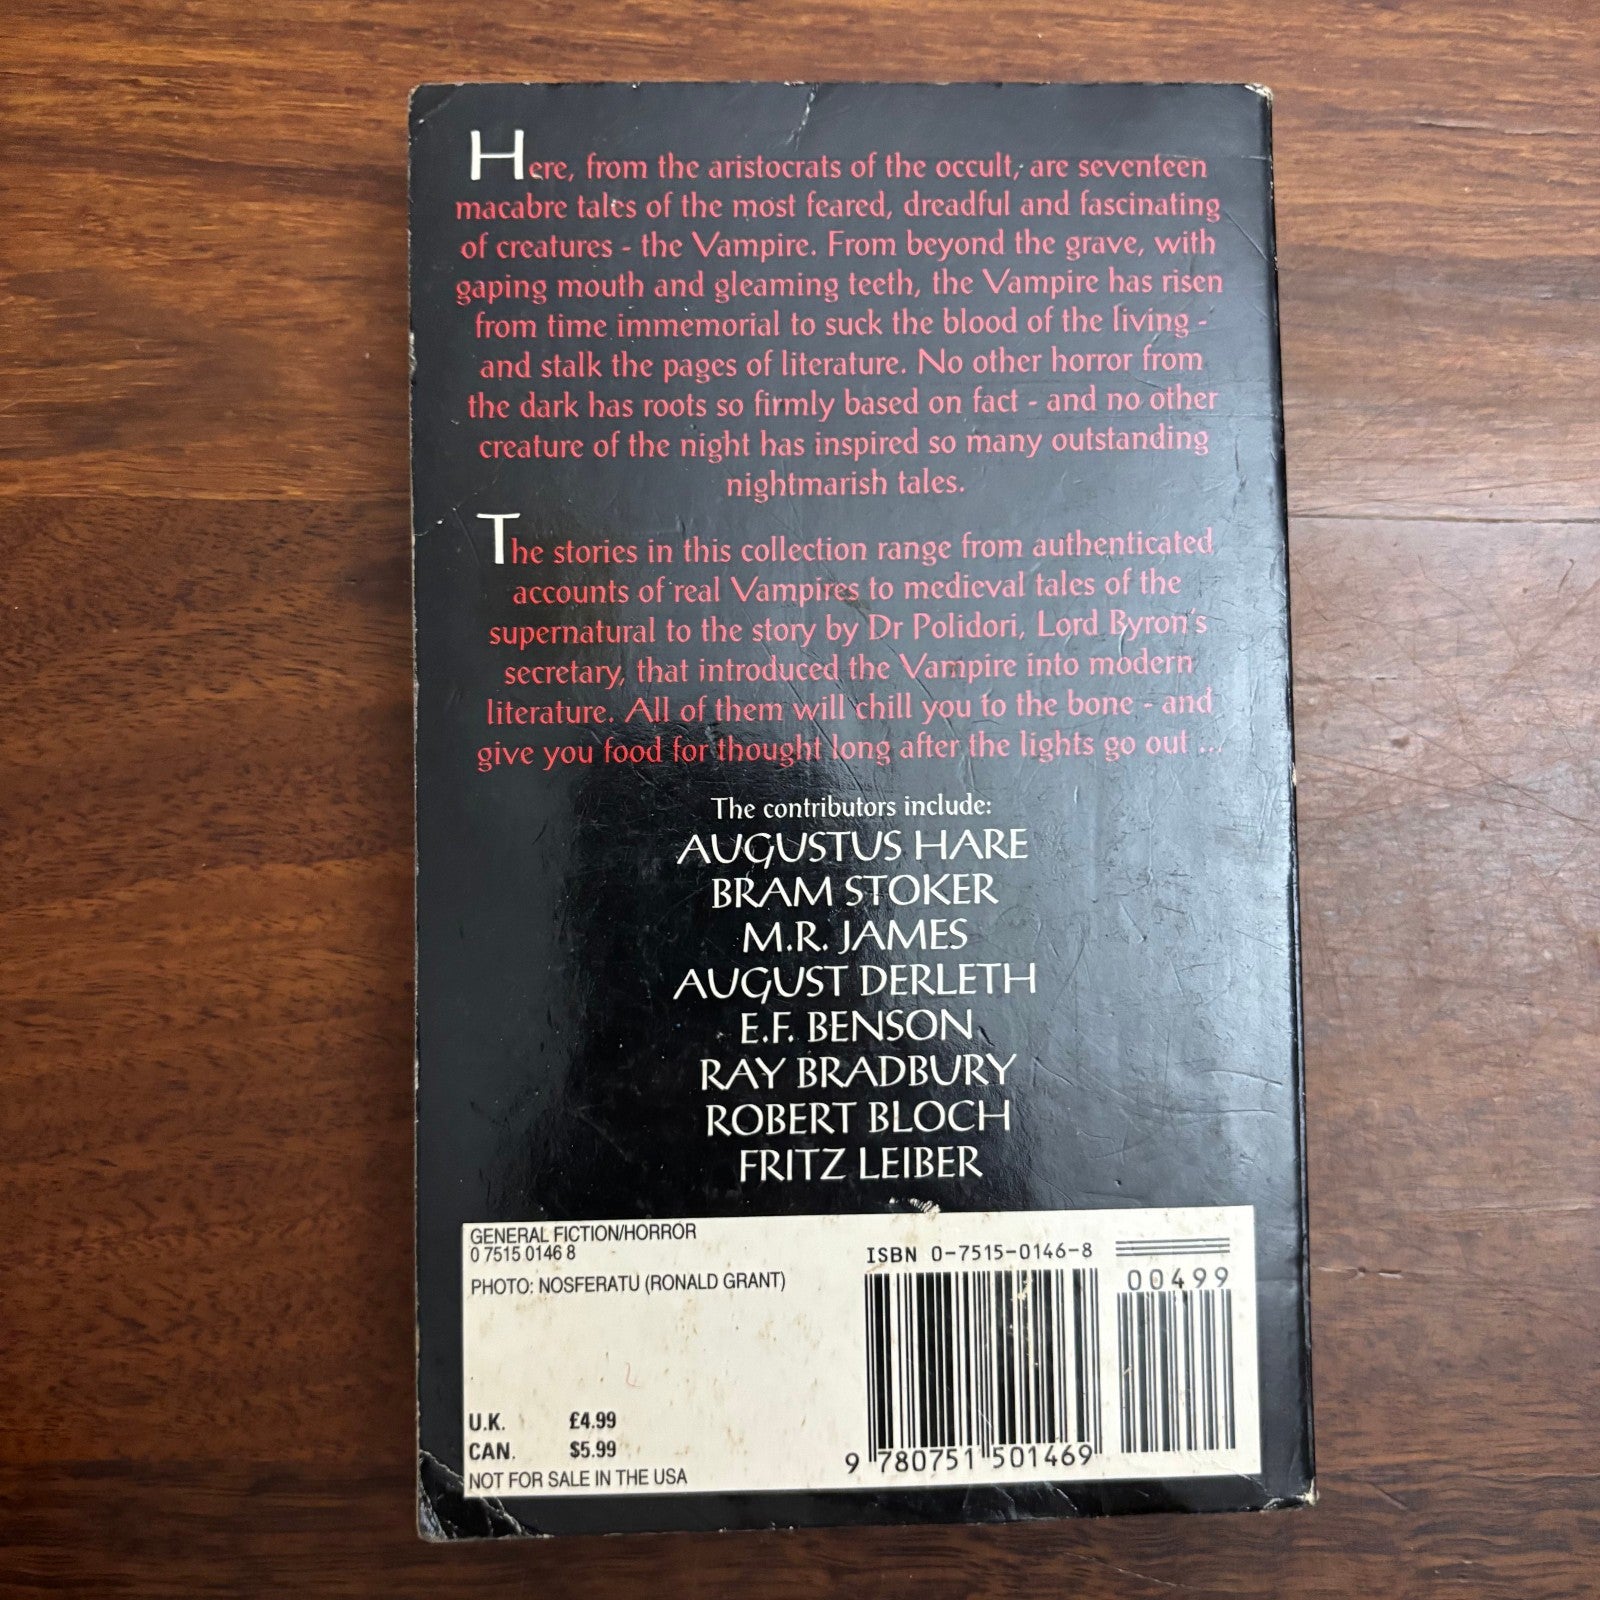 Here, from the aristocrats of the occult, are seventeen
macabre tales of the most feared, dreadful and fascinating
of creatures - the Vampire. From beyond the grave, with
gaping mouth and gleaming teeth, the Vampire has risen
from time immemorial to suck the blood of the living -
and stalk the pages of literature. No other horror from
the dark has roots so firmly based on fact - and no other
creature of the night has inspired so many outstanding
nightmarish tales.
The stories in this collection range from authenticated
accounts of real Vampires to medieval tales of the
supernatural to the story by Dr Polidori, Lord Byron's
secretary, that introduced the Vampire into modern
literature. All of them will chill you to the bone - and
give you food for thought long after the lights go out ...
The contributors include:
AUGUSTUS HARE
BRAM STOKER
M.R. JAMES
AUGUST DERLETH
E.F. BENSON
RAY BRADBURY
ROBERT BLOCH
FRITZ LEIBER
GENERAL FICTION/HORROR
0 7515 0146 8
PHOTO: NOSFERATU (RONALD GRANT)
U.K. £4.99
CAN. $5.99
NOT FOR SALE IN THE USA
ISBN 0-7515-0146-8
00499
9 780751 501469